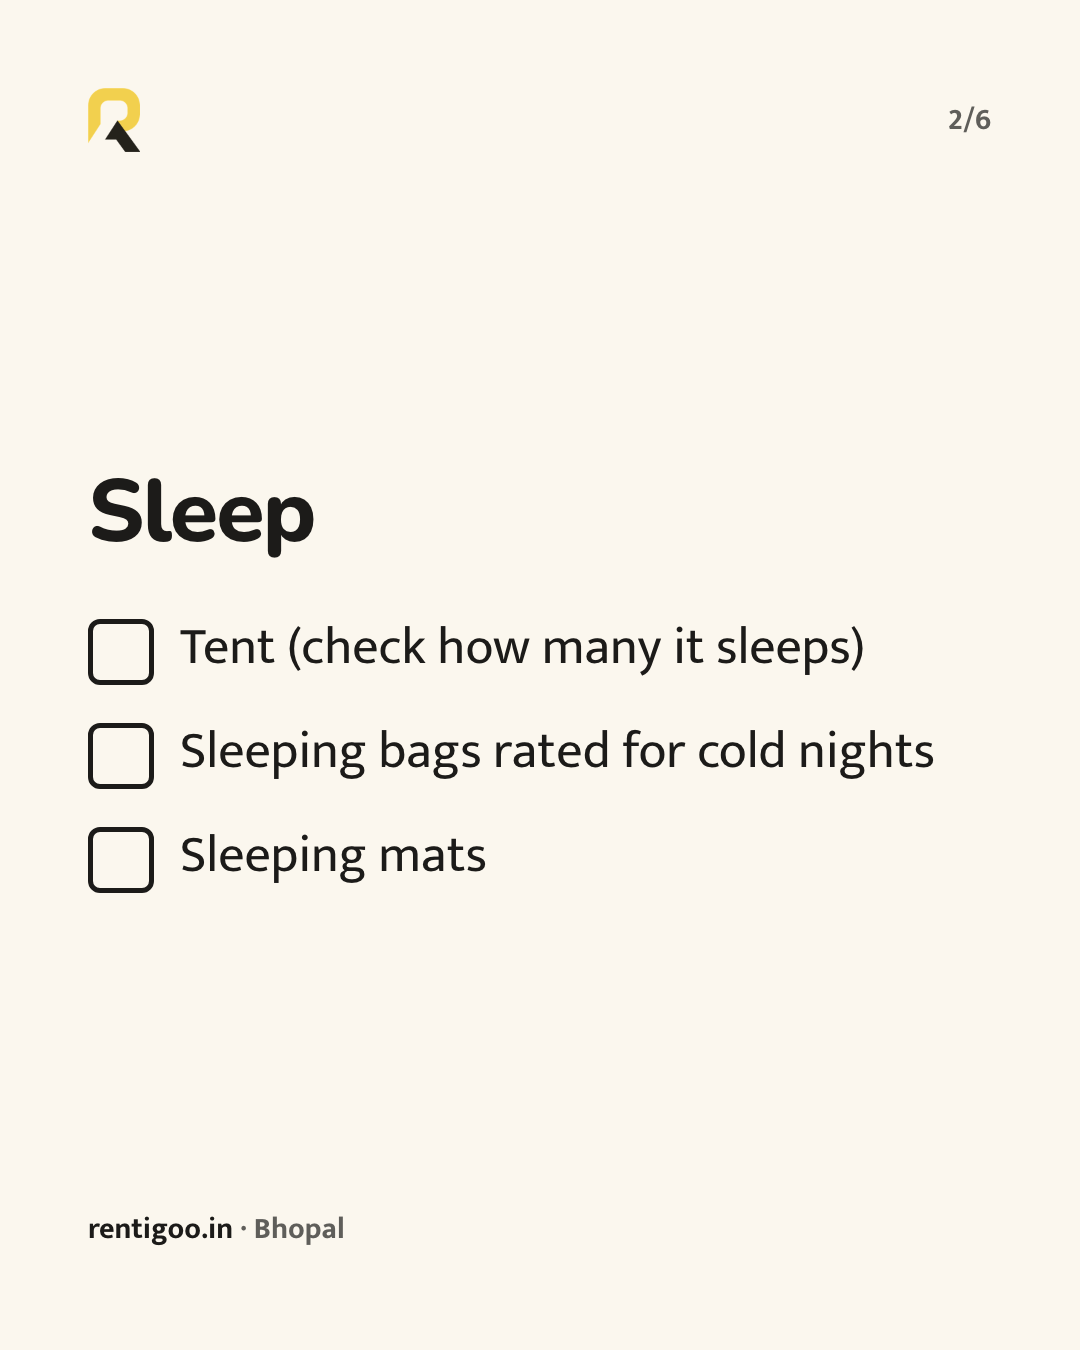 2/6
Sleep
Tent (check how many it sleeps)
Sleeping bags rated for cold nights
Sleeping mats
rentigoo.in · Bhopal